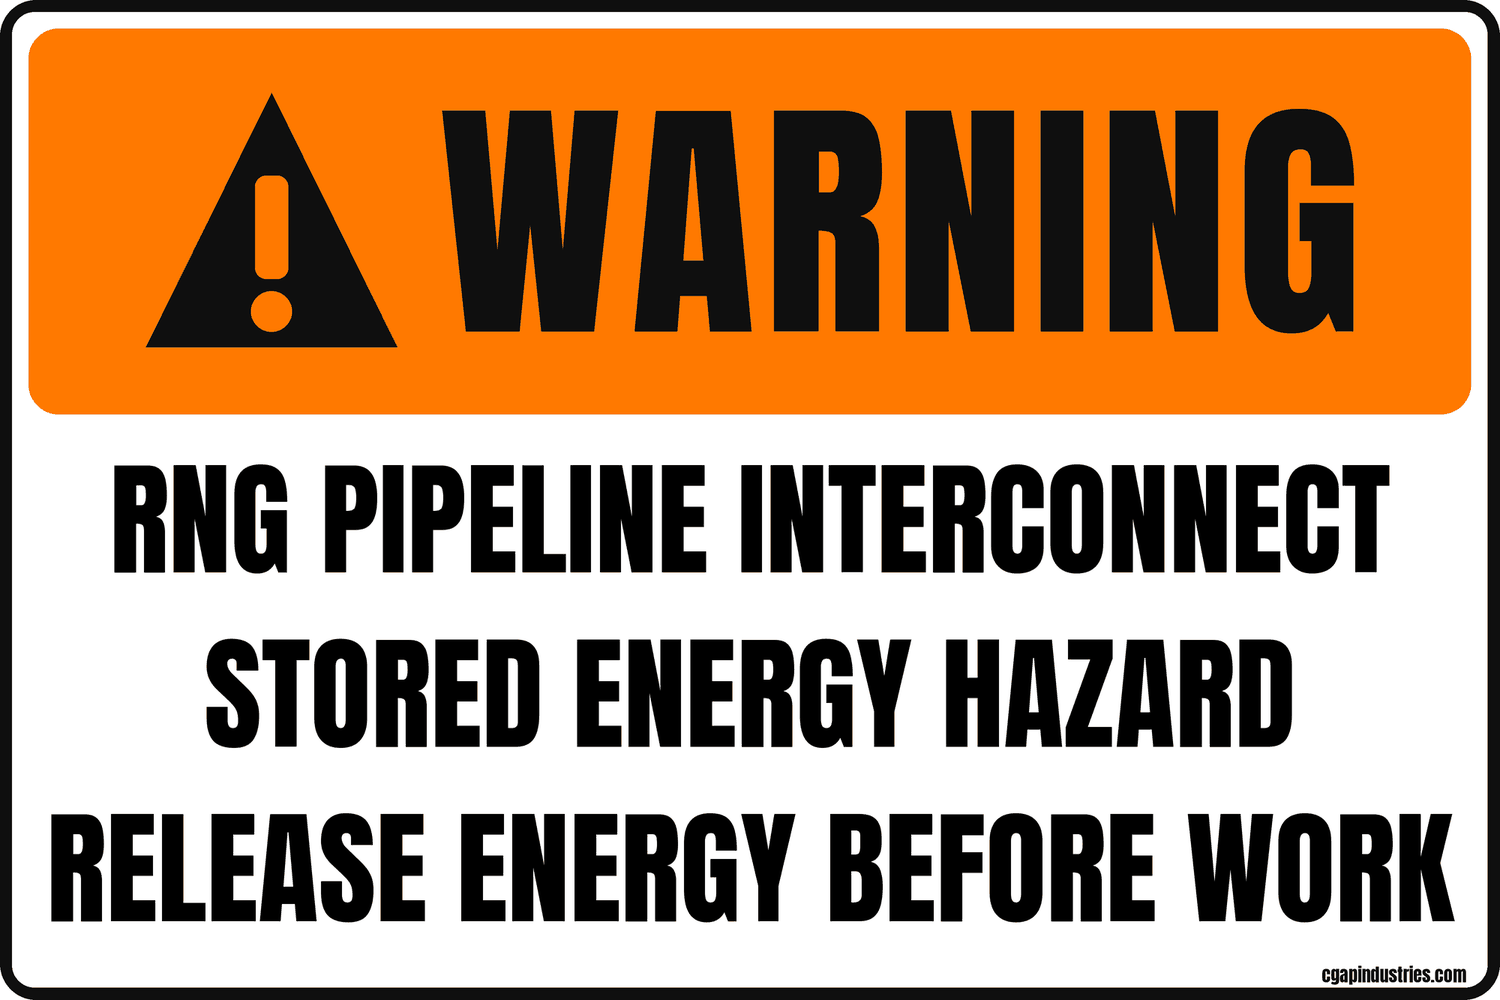 WARNING
RNG PIPELINE INTERCONNECT
STORED ENERGY HAZARD
RELEASE ENERGY BEFORE WORK
cgapindustries.com